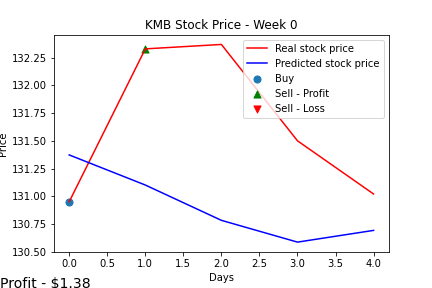 KMB Stock Price - Week 0
Real stock price
Predicted stock price
Buy
Sell - Profit
Sell - Loss
132.25
132.00
131.75
131.50
131.25
131.00
130.75
130.50
Price
0.0 0.5 1.0 1.5 2.0 2.5 3.0 3.5 4.0
Days
Profit - $1.38